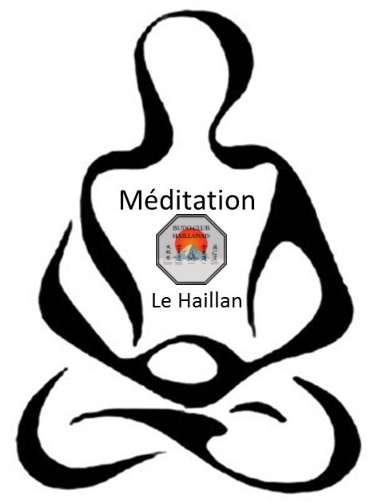 Méditation
BUDO CLUB
HAILLANAIS
Le Haillan